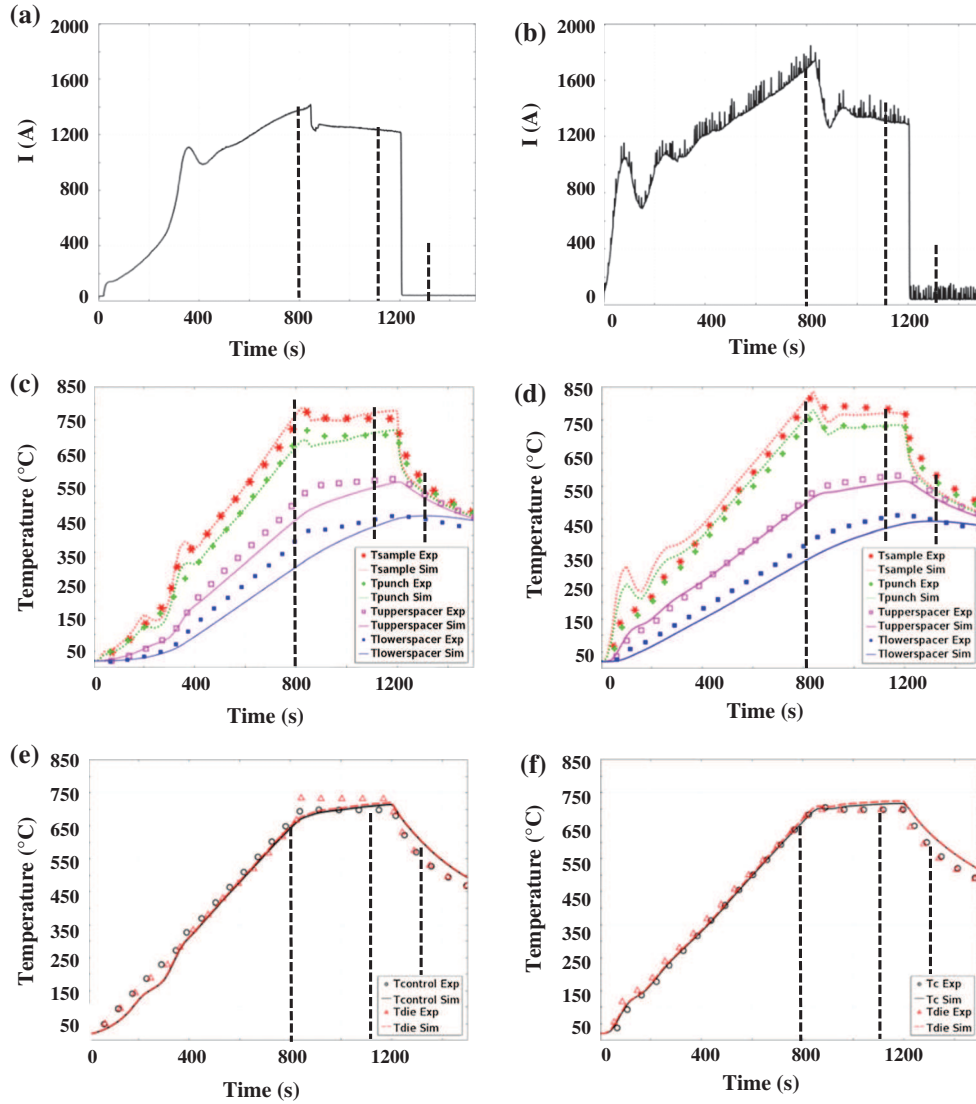 (a)
2000
1600
1200
800
400
0
I (A)
0 400 800 1200
Time (s)
(b)
2000
1600
1200
800
400
0
I (A)
0 400 800 1200
Time (s)
(c)
850
750
650
550
450
350
250
150
50
Temperature (°C)
Tsample Exp
Tsample Sim
Tpunch Exp
Tpunch Sim
Tupperspacer Exp
Tupperspacer Sim
Tlowerspacer Exp
Tlowerspacer Sim
0 400 800 1200
Time (s)
(d)
850
750
650
550
450
350
250
150
50
Temperature (°C)
Tsample Exp
Tsample Sim
Tpunch Exp
Tpunch Sim
Tupperspacer Exp
Tupperspacer Sim
Tlowerspacer Exp
Tlowerspacer Sim
0 400 800 1200
Time (s)
(e)
850
750
650
550
450
350
250
150
50
Temperature (°C)
Tcontrol Exp
Tcontrol Sim
Tdie Exp
Tdie Sim
0 400 800 1200
Time (s)
(f)
850
750
650
550
450
350
250
150
50
Temperature (°C)
Tc Exp
Tc Sim
Tdie Exp
Tdie Sim
0 400 800 1200
Time (s)